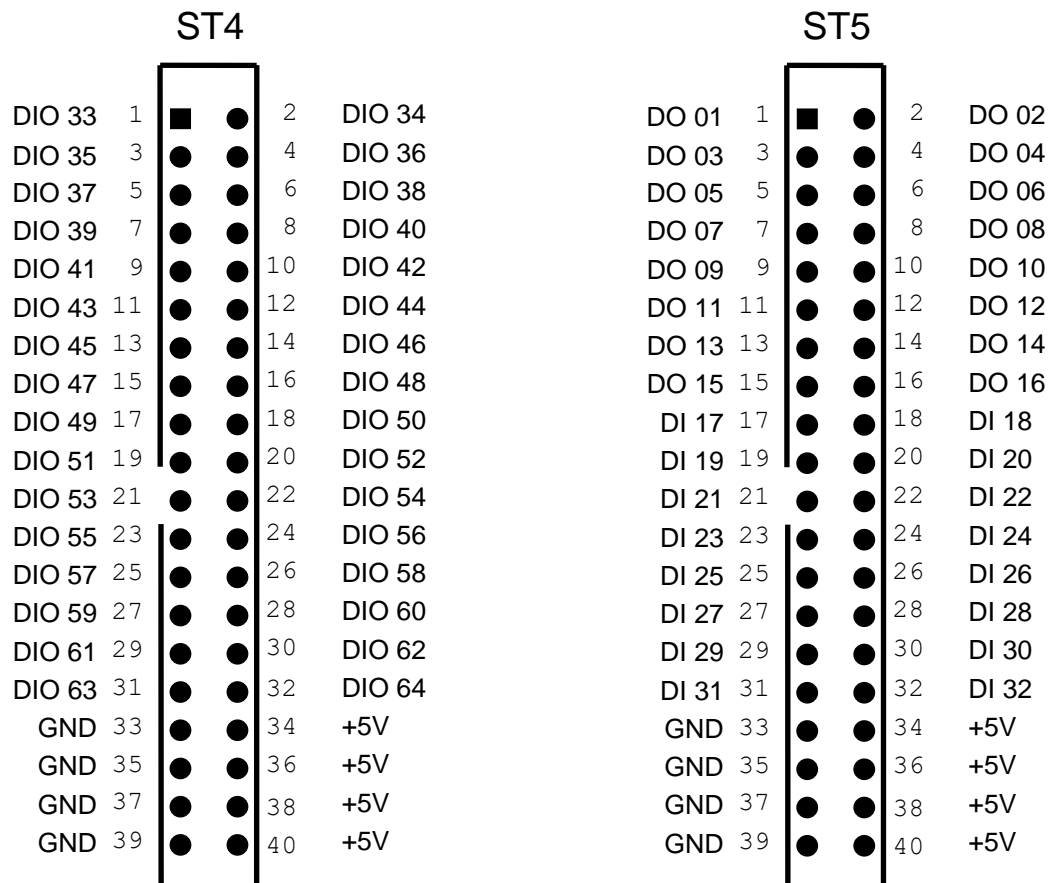 ST4 ST5
DIO 33 1 2 DIO 34 DO 01 1 2 DO 02
DIO 35 3 4 DIO 36 DO 03 3 4 DO 04
DIO 37 5 6 DIO 38 DO 05 5 6 DO 06
DIO 39 7 8 DIO 40 DO 07 7 8 DO 08
DIO 41 9 10 DIO 42 DO 09 9 10 DO 10
DIO 43 11 12 DIO 44 DO 11 11 12 DO 12
DIO 45 13 14 DIO 46 DO 13 13 14 DO 14
DIO 47 15 16 DIO 48 DO 15 15 16 DO 16
DIO 49 17 18 DIO 50 DI 17 17 18 DI 18
DIO 51 19 20 DIO 52 DI 19 19 20 DI 20
DIO 53 21 22 DIO 54 DI 21 21 22 DI 22
DIO 55 23 24 DIO 56 DI 23 23 24 DI 24
DIO 57 25 26 DIO 58 DI 25 25 26 DI 26
DIO 59 27 28 DIO 60 DI 27 27 28 DI 28
DIO 61 29 30 DIO 62 DI 29 29 30 DI 30
DIO 63 31 32 DIO 64 DI 31 31 32 DI 32
GND 33 34 +5V GND 33 34 +5V
GND 35 36 +5V GND 35 36 +5V
GND 37 38 +5V GND 37 38 +5V
GND 39 40 +5V GND 39 40 +5V